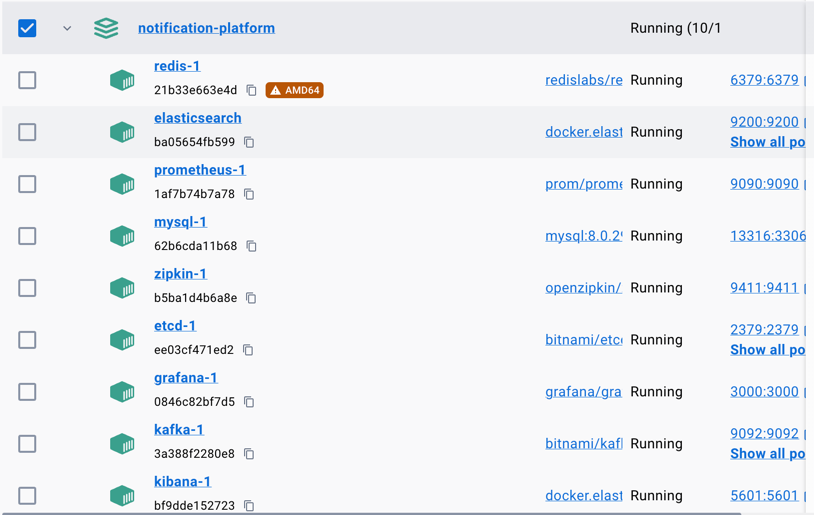 notification-platform Running (10/1
redis-1
21b33e663e4d AMD64 redislabs/re Running 6379:6379
elasticsearch
ba05654fb599 docker.elast Running 9200:9200
Show all po
prometheus-1
1af7b74b7a78 prom/prome Running 9090:9090
mysql-1
62b6cda11b68 mysql:8.0.29 Running 13316:3306
zipkin-1
b5ba1d4b6a8e openzipkin/ Running 9411:9411
etcd-1
ee03cf471ed2 bitnami/etc Running 2379:2379
Show all po
grafana-1
0846c82bf7d5 grafana/gra Running 3000:3000
kafka-1
3a388f2280e8 bitnami/kafl Running 9092:9092
Show all po
kibana-1
bf9dde152723 docker.elast Running 5601:5601